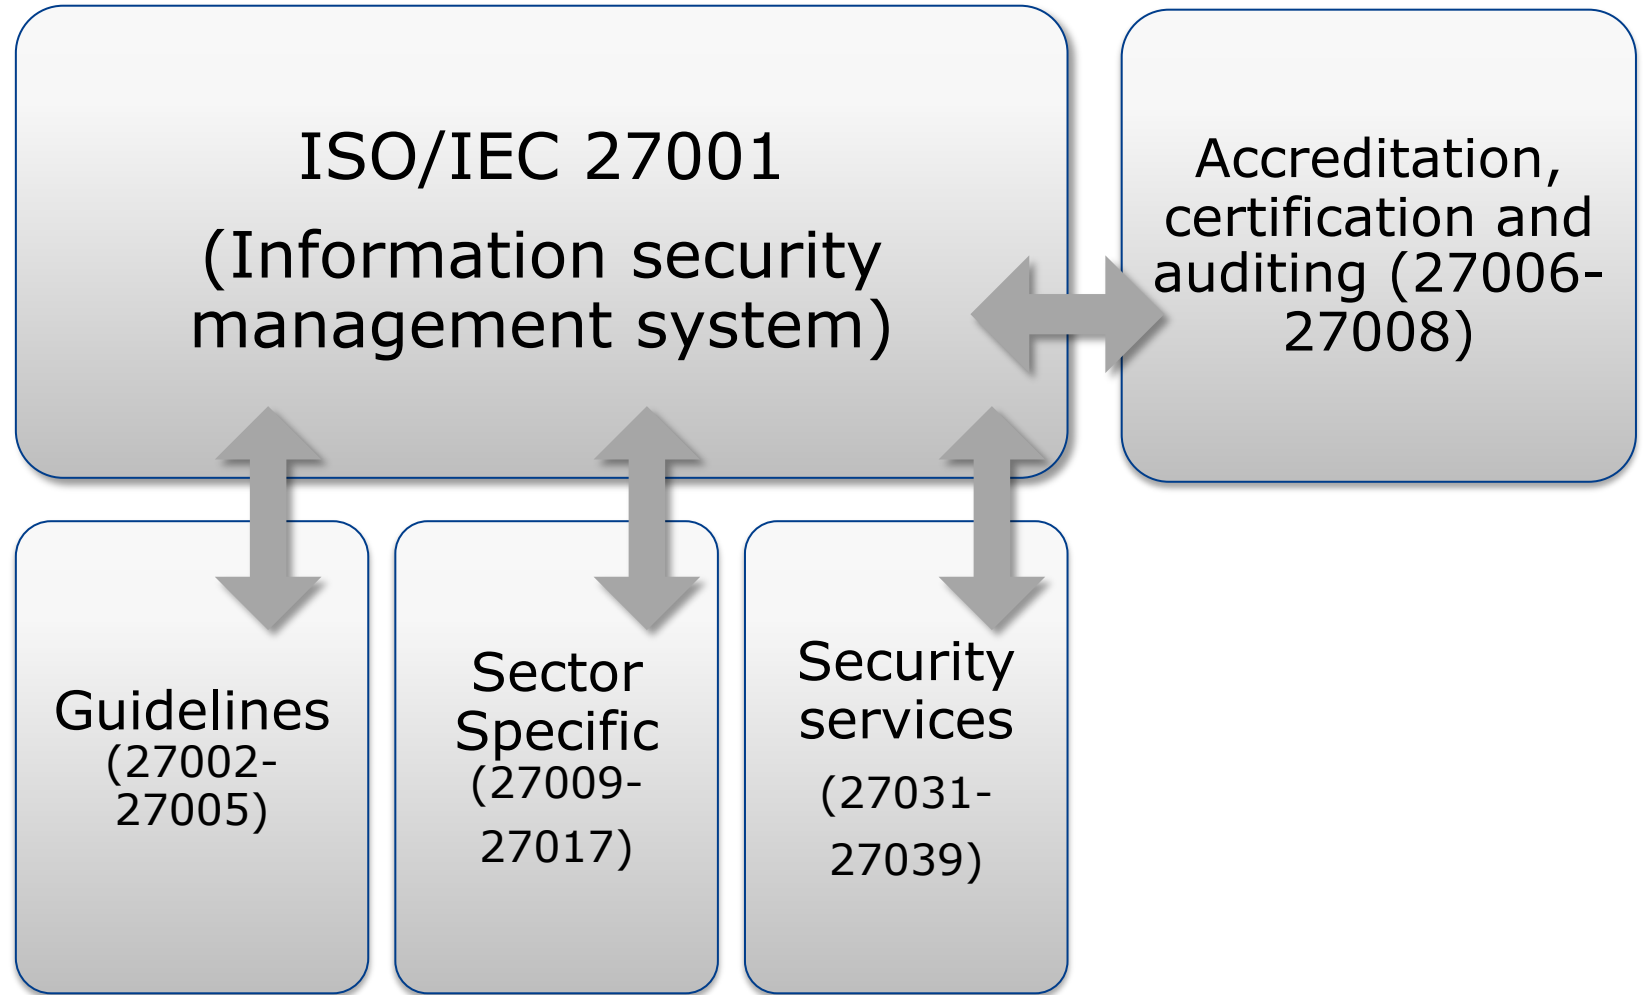 ISO/IEC 27001
(Information security
management system)
Accreditation,
certification and
auditing (27006-
27008)
Guidelines
(27002-
27005)
Sector
Specific
(27009-
27017)
Security
services
(27031-
27039)